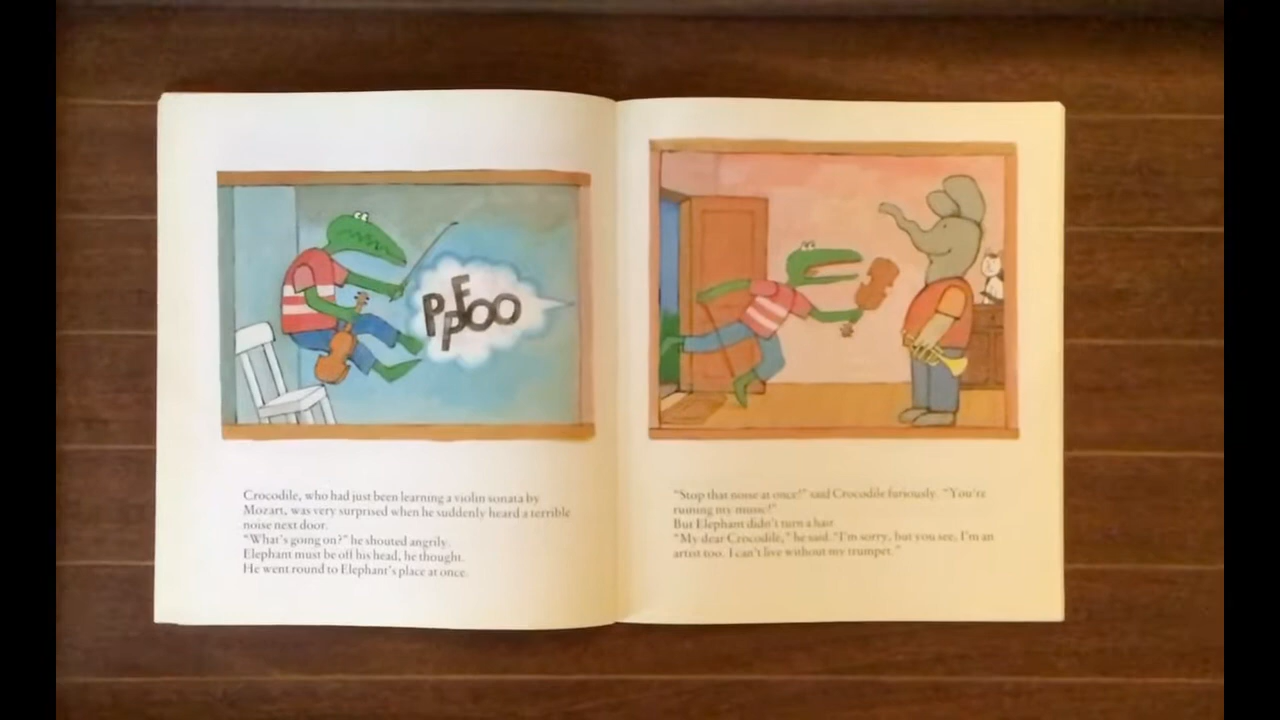 PFPOO
Crocodile, who had just been learning a violin sonata by
Mozart, was very surprised when he suddenly heard a terrible
noise next door.
"What's going on?" he shouted angrily.
Elephant must be off his head, he thought.
He went round to Elephant's place at once.
"Stop that noise at once!" said Crocodile furiously. "You're
ruining my music!"
But Elephant didn't turn a hair.
"My dear Crocodile," he said. "I'm sorry, but you see, I'm an
artist too. I can't live without my trumpet."